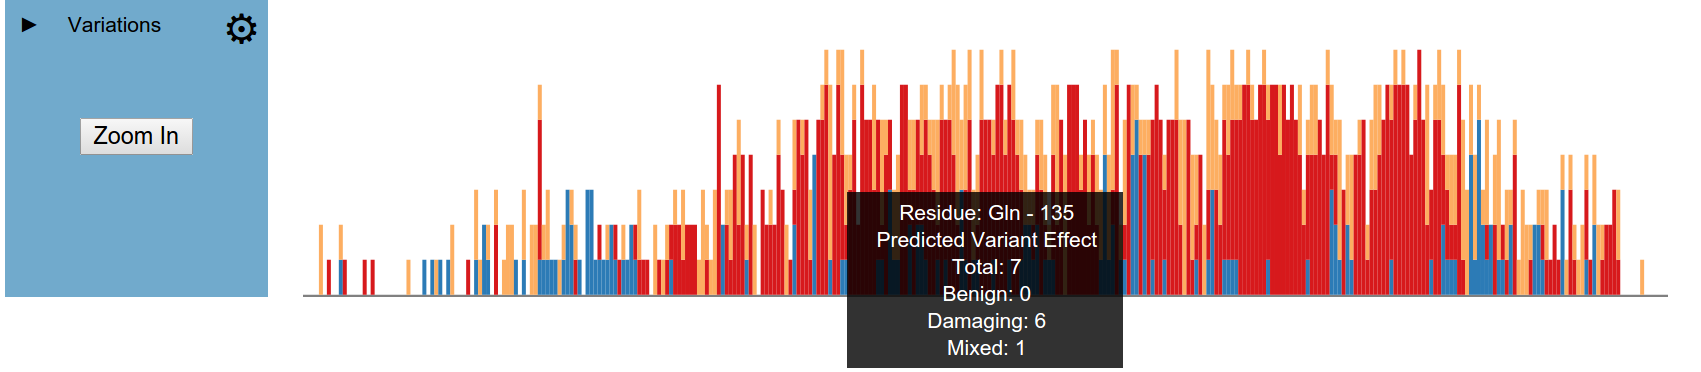 Variations
Zoom In
Residue: Gln - 135
Predicted Variant Effect
Total: 7
Benign: 0
Damaging: 6
Mixed: 1